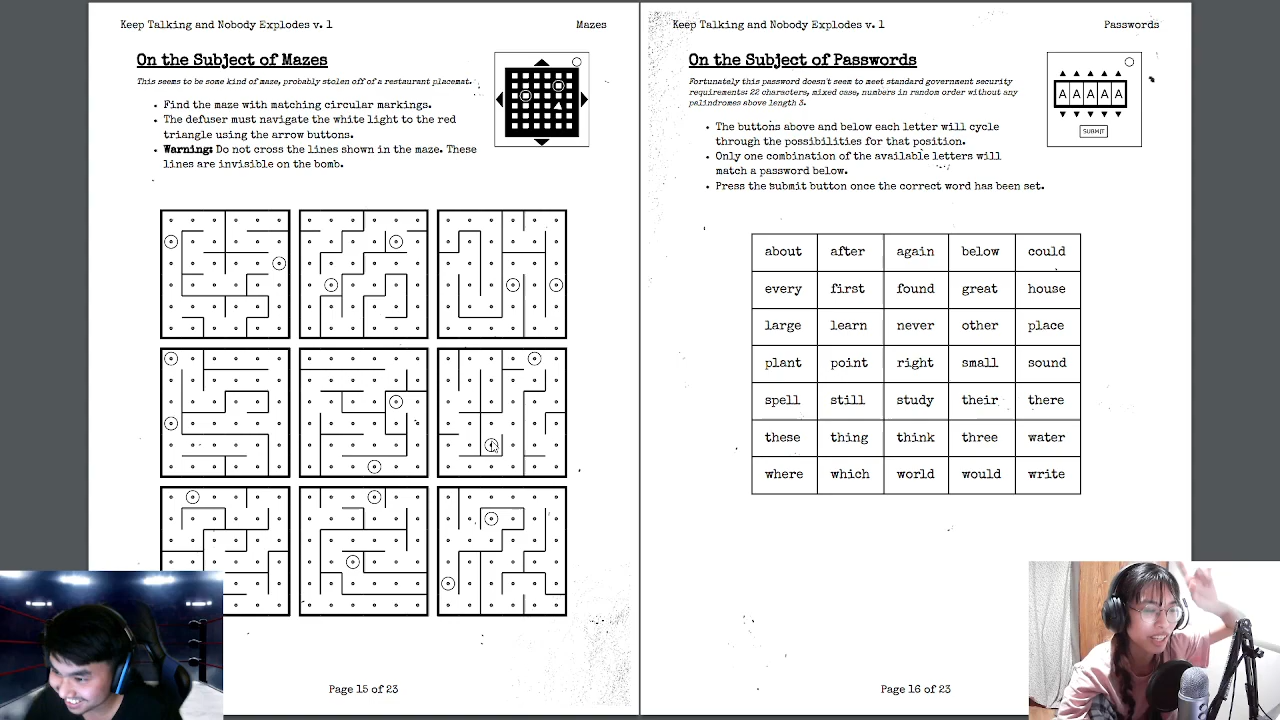 Keep Talking and Nobody Explodes v. 1
Mazes
On the Subject of Mazes
This seems to be some kind of maze, probably stolen off of a restaurant placemat.
• Find the maze with matching circular markings.
• The defuser must navigate the white light to the red
triangle using the arrow buttons.
• Warning: Do not cross the lines shown in the maze. These
lines are invisible on the bomb.
Page 15 of 23
Keep Talking and Nobody Explodes v. 1
Passwords
On the Subject of Passwords
Fortunately this password doesn't seem to meet standard government security
requirements: 22 characters, mixed case, numbers in random order without any
palindromes above length 3.
A A A A A
SUBMIT
• The buttons above and below each letter will cycle
through the possibilities for that position.
• Only one combination of the available letters will
match a password below.
• Press the submit button once the correct word has been set.
about after again below could
every first found great house
large learn never other place
plant point right small sound
spell still study their there
these thing think three water
where which world would write
Page 16 of 23